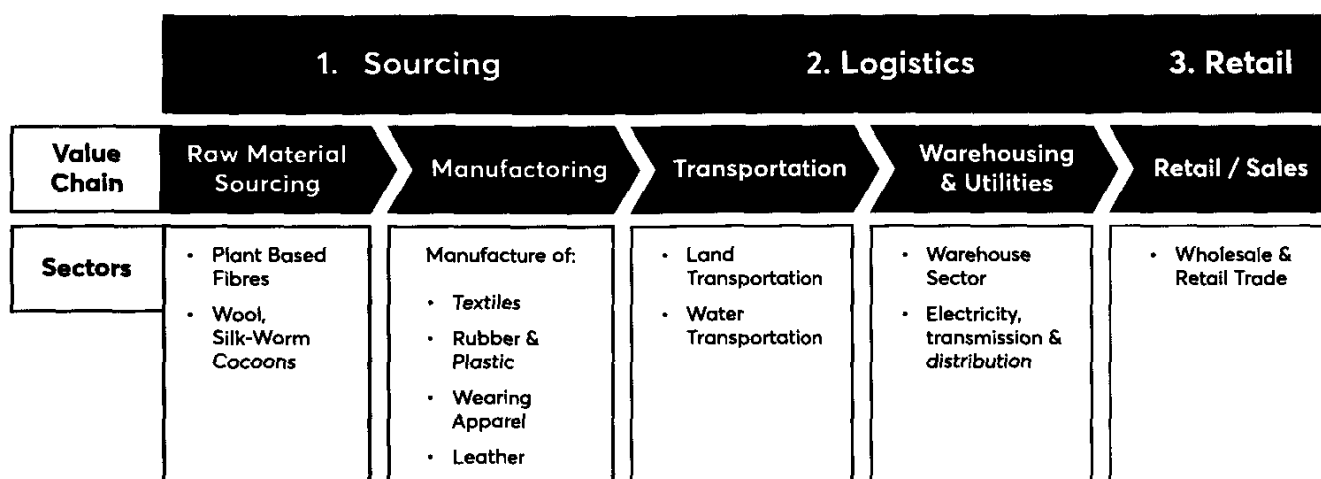 1. Sourcing
2. Logistics
3. Retail
Value
Chain
Raw Material
Sourcing
Manufactoring
Transportation
Warehousing
& Utilities
Retail / Sales
Sectors
• Plant Based
Fibres
• Wool,
Silk-Worm
Cocoons
Manufacture of:
• Textiles
• Rubber &
Plastic
• Wearing
Apparel
• Leather
• Land
Transportation
• Water
Transportation
• Warehouse
Sector
• Electricity,
transmission &
distribution
• Wholesale &
Retail Trade